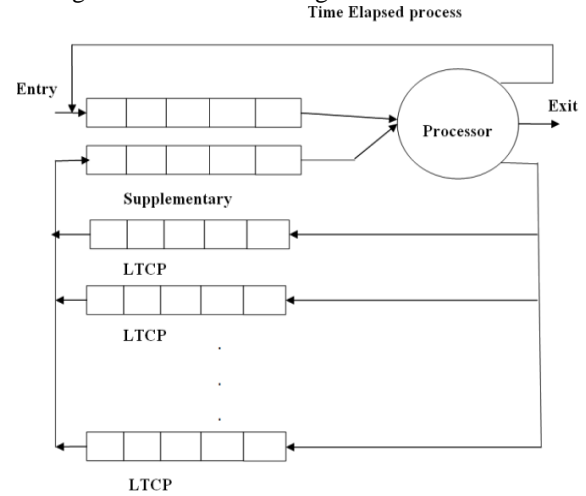 Time Elapsed process
Entry
Exit
Processor
Supplementary
LTCP
LTCP
.
.
.
LTCP